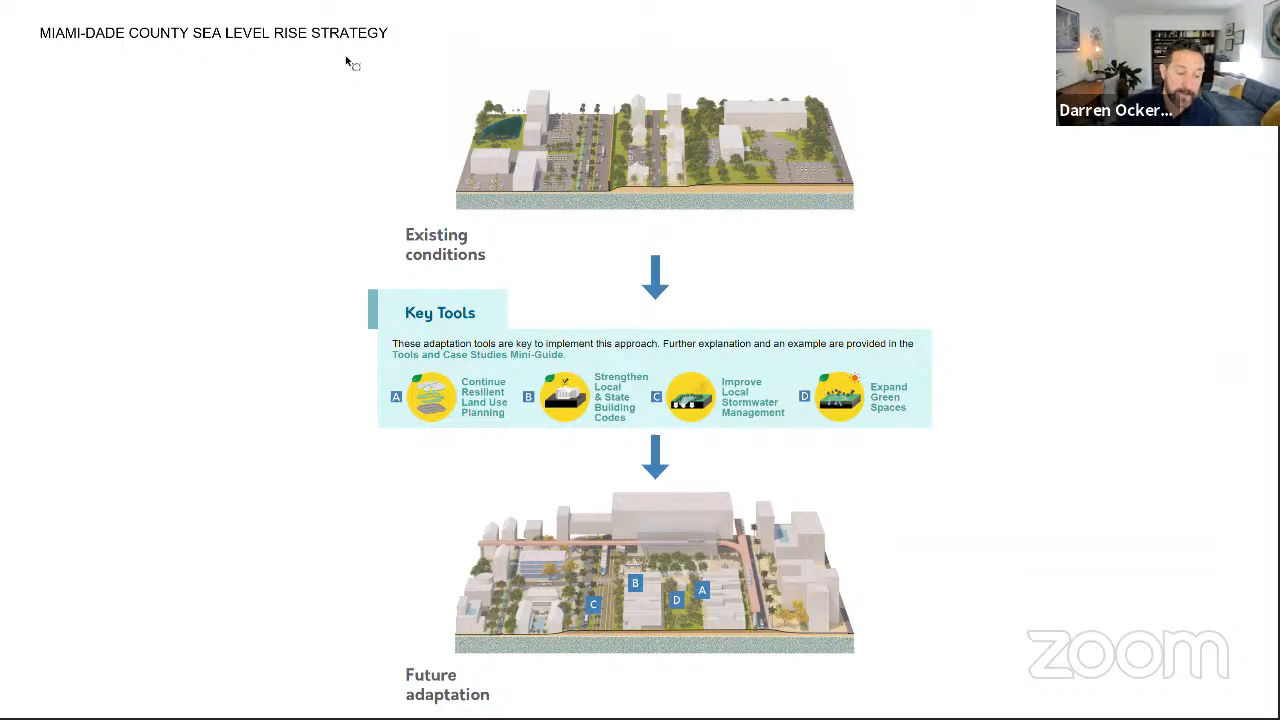 MIAMI-DADE COUNTY SEA LEVEL RISE STRATEGY
Darren Ocker...
Existing
conditions
Key Tools
These adaptation tools are key to implement this approach. Further explanation and an example are provided in the
Tools and Case Studies Mini-Guide.
A
Continue
Resilient
Land Use
Planning
B
Strengthen
Local
& State
Building
Codes
C
Improve
Local
Stormwater
Management
D
Expand
Green
Spaces
B
A
D
C
zoom
Future
adaptation